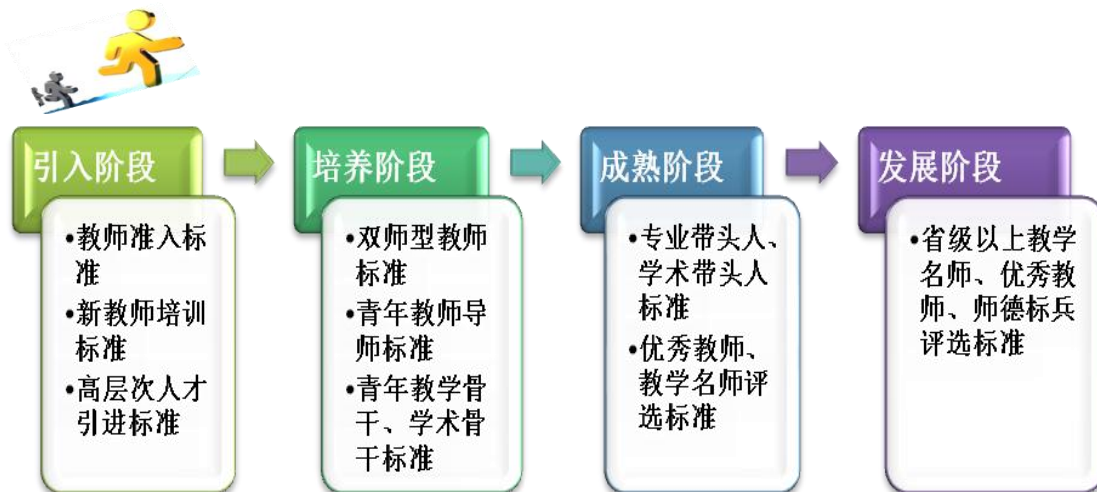 引入阶段
•教师准入标
准
•新教师培训
标准
•高层次人才
引进标准
培养阶段
•双师型教师
标准
•青年教师导
师标准
•青年教学骨
干、学术骨
干标准
成熟阶段
•专业带头人、
学术带头人
标准
•优秀教师、
教学名师评
选标准
发展阶段
•省级以上教学
名师、优秀教
师、师德标兵
评选标准